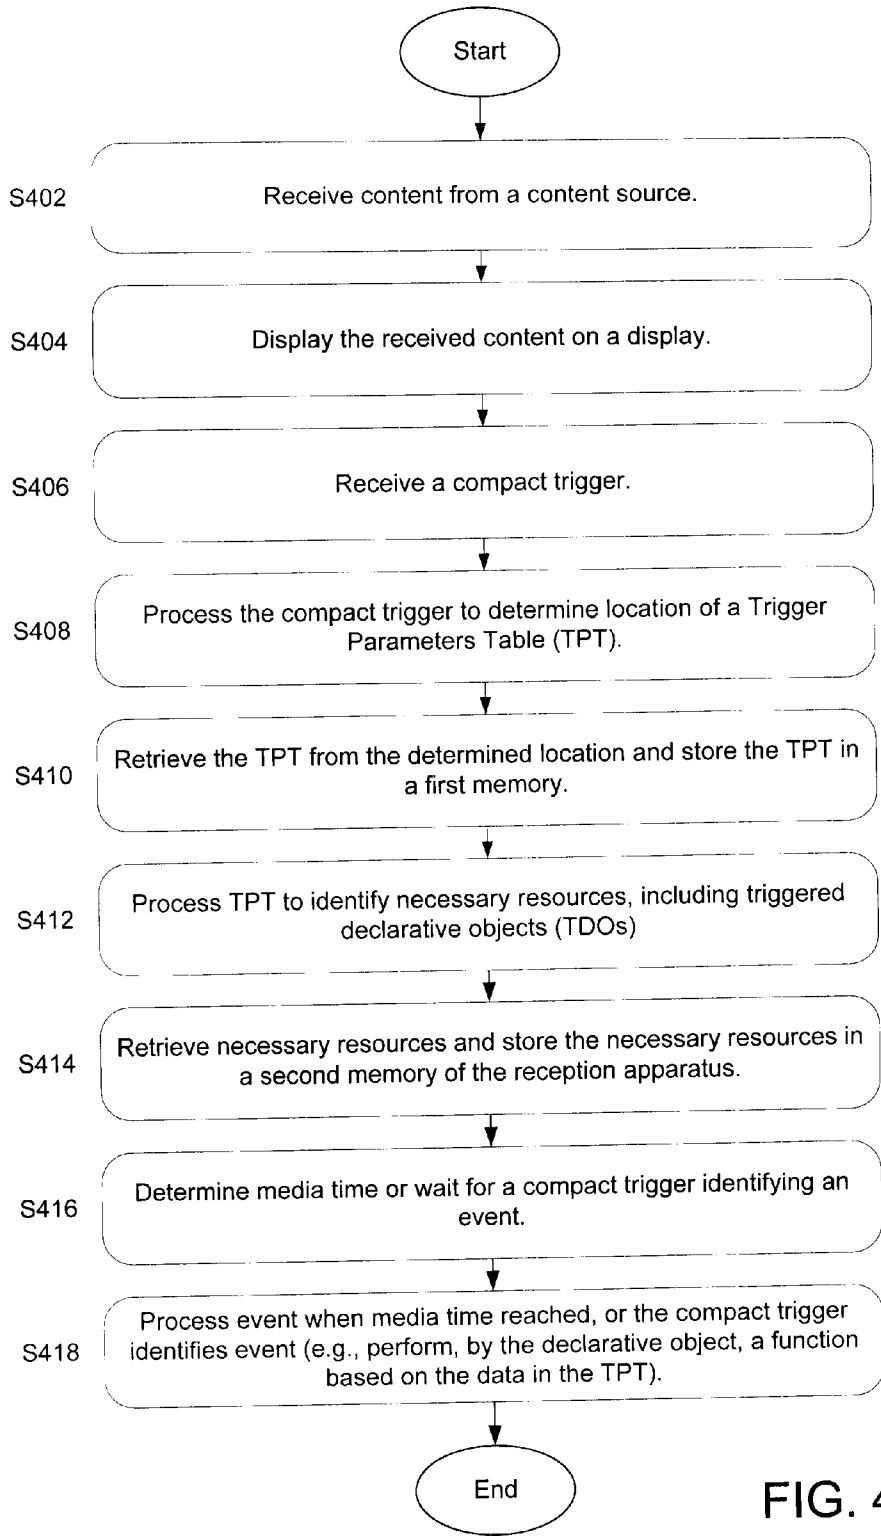 Start
S402
Receive content from a content source.
S404
Display the received content on a display.
S406
Receive a compact trigger.
S408
Process the compact trigger to determine location of a Trigger
Parameters Table (TPT).
S410
Retrieve the TPT from the determined location and store the TPT in
a first memory.
S412
Process TPT to identify necessary resources, including triggered
declarative objects (TDOs)
S414
Retrieve necessary resources and store the necessary resources in
a second memory of the reception apparatus.
S416
Determine media time or wait for a compact trigger identifying an
event.
S418
Process event when media time reached, or the compact trigger
identifies event (e.g., perform, by the declarative object, a function
based on the data in the TPT).
End
FIG. 4